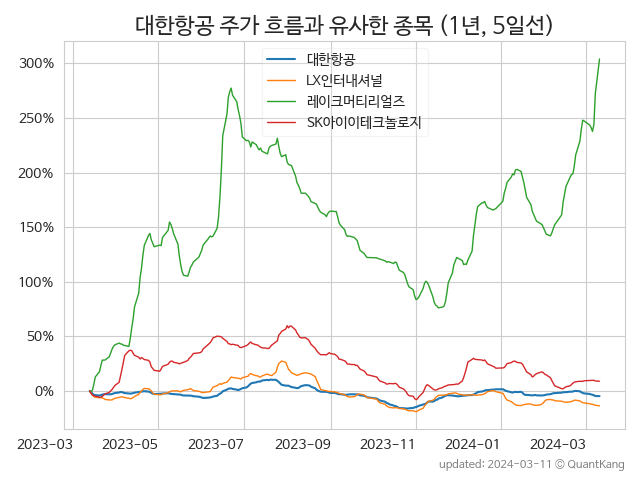 대한항공 주가 흐름과 유사한 종목 (1년, 5일선)
대한항공
LX인터내셔널
레이크머티리얼즈
SK아이이테크놀로지
300%
250%
200%
150%
100%
50%
0%
2023-03 2023-05 2023-07 2023-09 2023-11 2024-01 2024-03
updated: 2024-03-11 © QuantKang